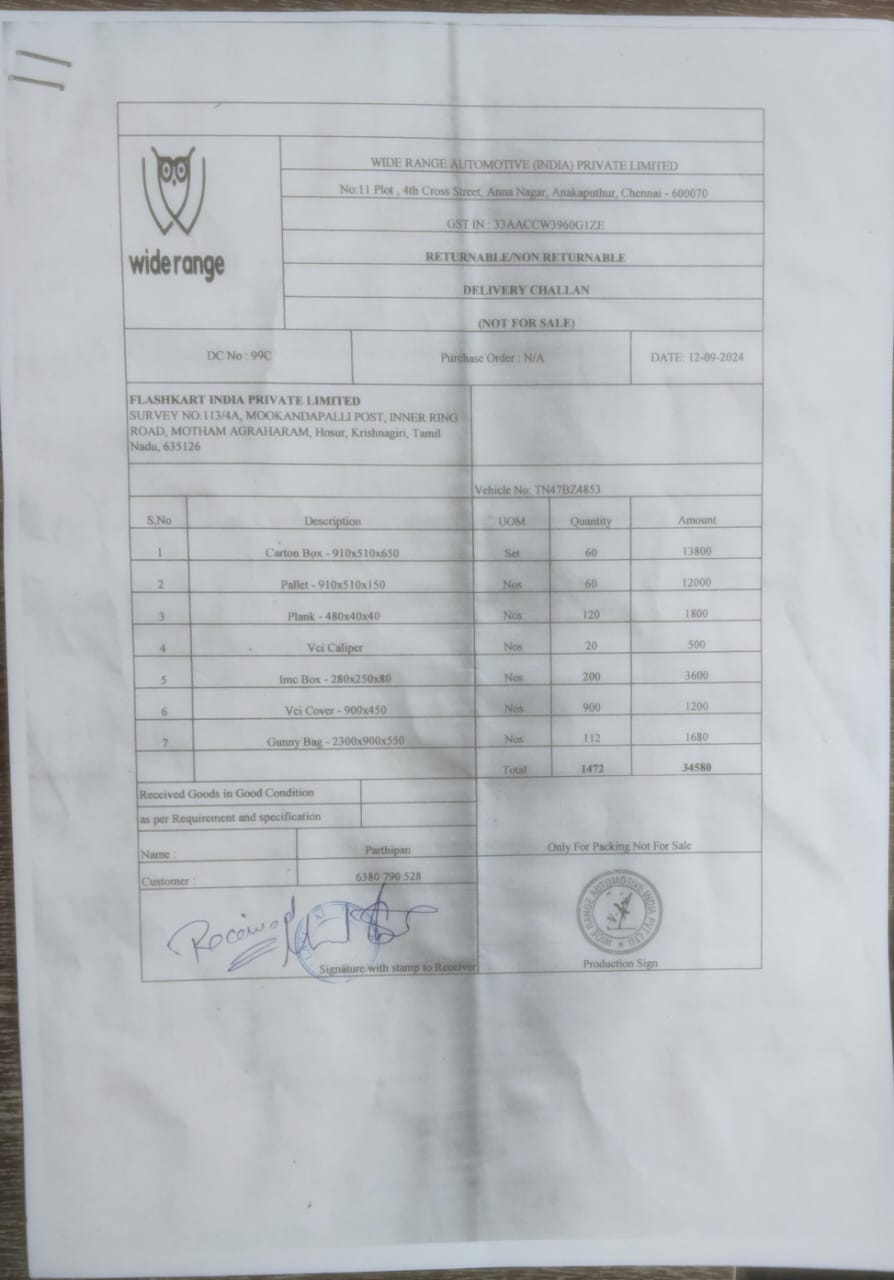 wide range
WIDE RANGE AUTOMOTIVE (INDIA) PRIVATE LIMITED
No:11 Plot , 4th Cross Street, Anna Nagar, Anakaputhur, Chennai - 600070
GST IN : 33AACCW3960G1ZE
RETURNABLE/NON RETURNABLE
DELIVERY CHALLAN
(NOT FOR SALE)
DC No : 99C Purchase Order : N/A DATE: 12-09-2024
FLASHKART INDIA PRIVATE LIMITED
SURVEY NO.113/4A, MOOKANDAPALLI POST, INNER RING
ROAD, MOTHAM AGRAHARAM, Hosur, Krishnagiri, Tamil
Nadu, 635126
Vehicle No: TN47BZ4853
S.No Description UOM Quantity Amount
1 Carton Box - 910x510x650 Set 60 13800
2 Pallet - 910x510x150 Nos 60 12000
3 Plank - 480x40x40 Nos 120 1800
4 Vci Caliper Nos 20 500
5 Imc Box - 280x250x80 Nos 200 3600
6 Vci Cover - 900x450 Nos 900 1200
7 Gunny Bag - 2300x900x550 Nos 112 1680
Total 1472 34580
Received Goods in Good Condition
as per Requirement and specification
Name : Parthipan
Only For Packing Not For Sale
Customer : 6380 790 528
Received
WIDE RANGE AUTOMOTIVE INDIA PVT LTD
Signature with stamp to Receiver
Production Sign